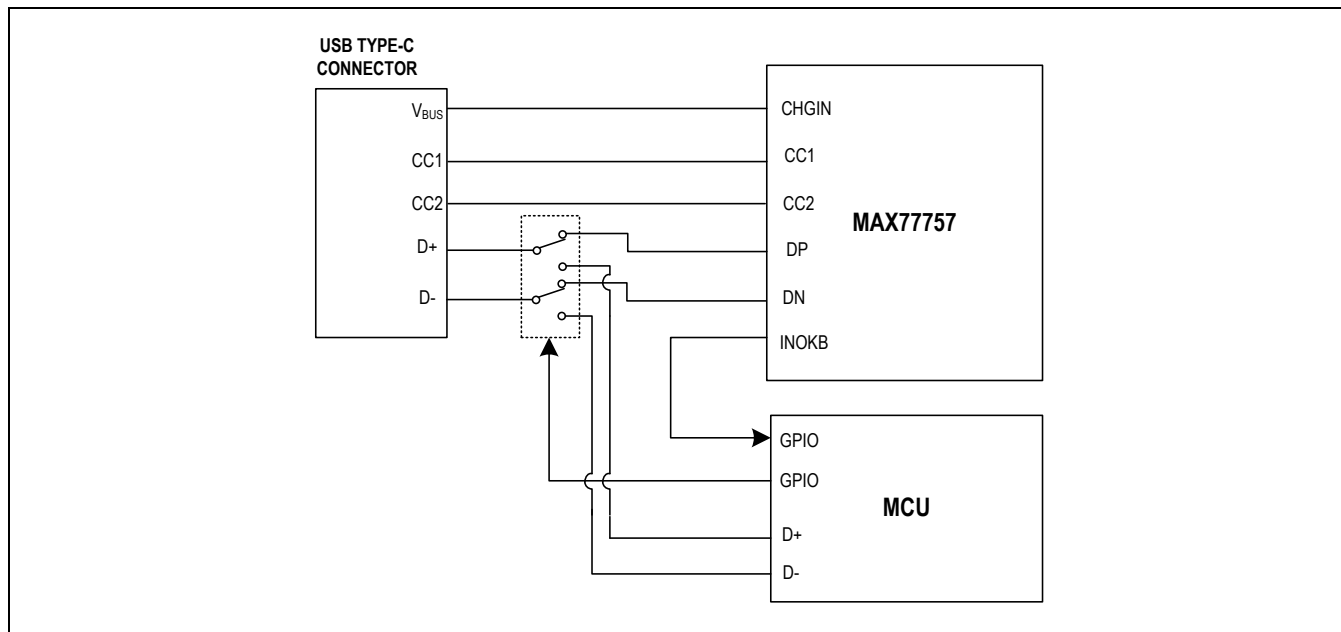 USB TYPE-C
CONNECTOR
VBUS
CC1
CC2
D+
D-
CHGIN
CC1
CC2
DP
DN
INOKB
MAX77757
GPIO
GPIO
D+
D-
MCU